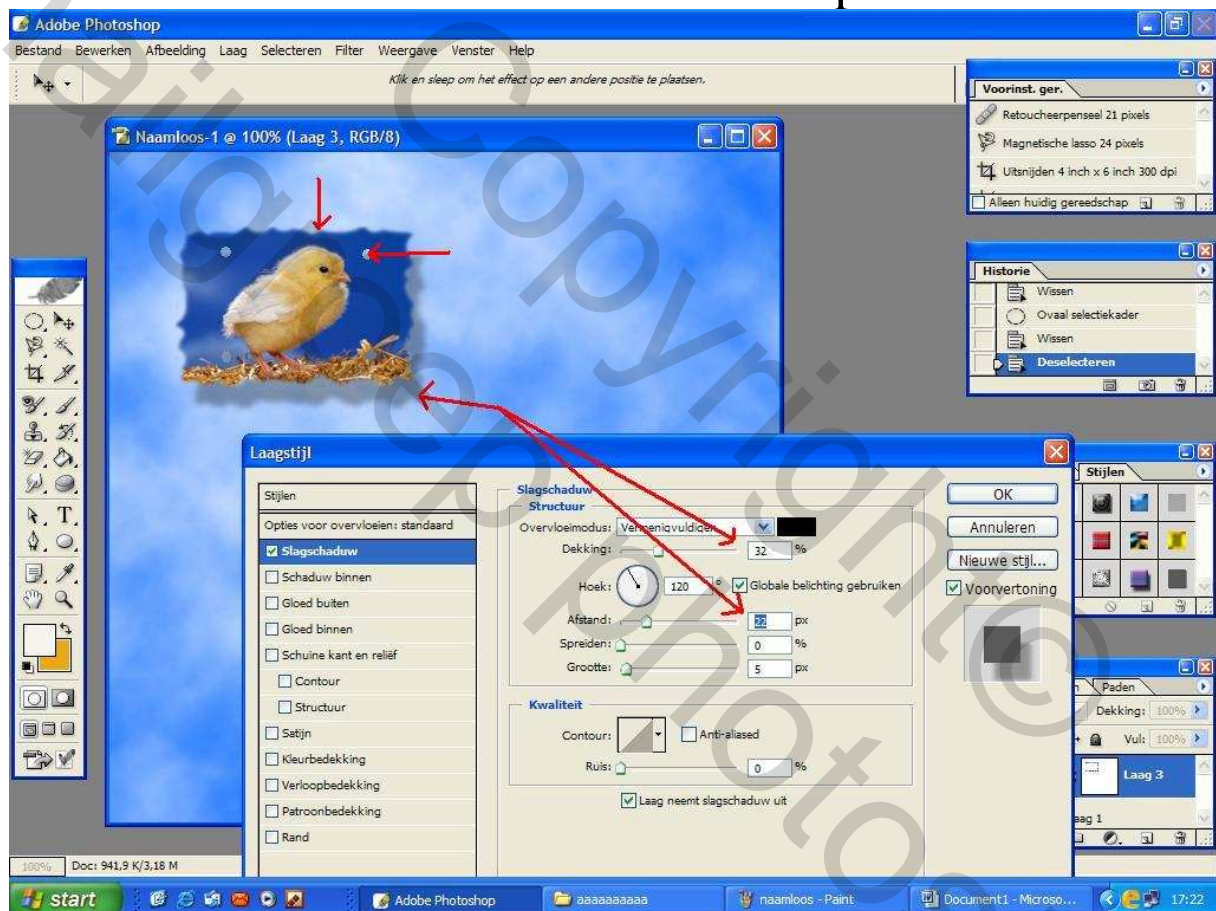 Adobe Photoshop
Bestand Bewerken Afbeelding Laag Selecteren Filter Weergave Venster Help
Klik en sleep om het effect op een andere positie te plaatsen.
Voorinst. ger.
Retoucheerpenseel 21 pixels
Magnetische lasso 24 pixels
Uitsnijden 4 inch x 6 inch 300 dpi
Alleen huidig gereedschap
Naamloos-1 @ 100% (Laag 3, RGB/8)
Historie
Wissen
Ovaal selectiekader
Wissen
Deselecteren
Laagstijl
Stijlen
Opties voor overvloeien: standaard
Slagschaduw
Schaduw binnen
Gloed buiten
Gloed binnen
Schuine kant en reliëf
Contour
Structuur
Satijn
Kleurbedekking
Verloopbedekking
Patroonbedekking
Rand
Slagschaduw
Structuur
Overvloeimodus: Vermenigvuldigen
Dekking: 32 %
Hoek: 120 ° Globale belichting gebruiken
Afstand: 22 px
Spreiden: 0 %
Grootte: 5 px
Kwaliteit
Contour: Anti-aliased
Ruis: 0 %
Laag neemt slagschaduw uit
OK
Annuleren
Nieuwe stijl...
Voorvertoning
Stijlen
Paden
Dekking: 100%
Vul: 100%
Laag 3
aag 1
100% Doc: 941,9 K/3,18 M
start Adobe Photoshop aaaaaaaaaa naamloos - Paint Document1 - Microso... 17:22
Copyright©